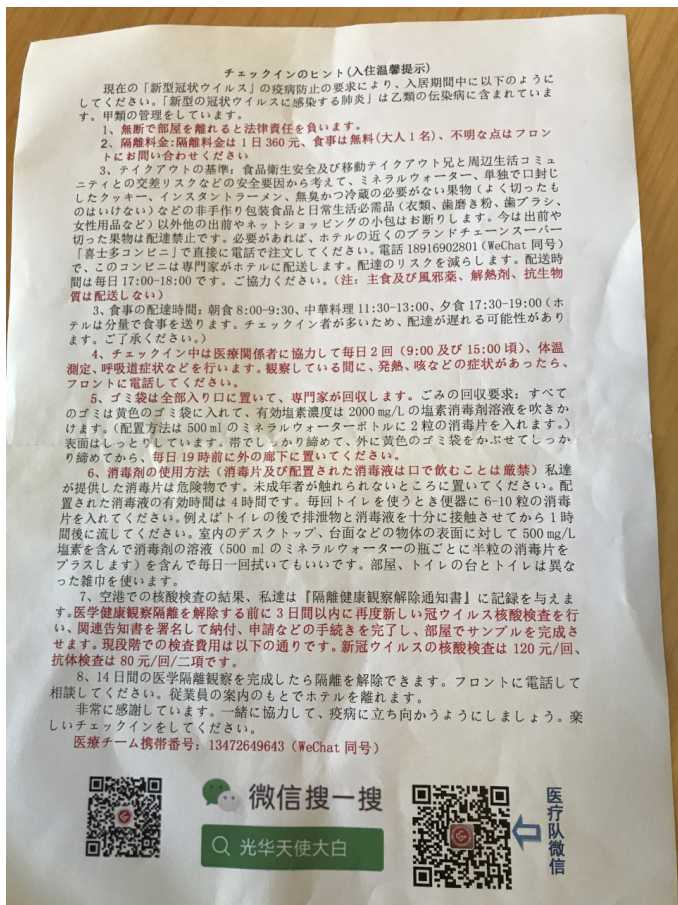 チェックインのヒント(入住温馨提示)
現在の「新型冠状ウイルス」の疫病防止の要求により、入居期間中に以下のように
してください。「新型の冠状ウイルスに感染する肺炎」は乙類の伝染病に含まれていま
す。甲類の管理をしています。
1、無断で部屋を離れると法律責任を負います。
2、隔離料金:隔離料金は1日360元、食事は無料(大人1名)、不明な点はフロン
トにお問い合わせください
3、テイクアウトの基準：食品衛生安全及び移動テイクアウト兄と周辺生活コミュ
ニティとの交差リスクなどの安全要因から考えて、ミネラルウォーター、単独で口封じ
したクッキー、インスタントラーメン、無臭かつ冷蔵の必要がない果物（よく切ったも
のはいけない）などの非手作り包装食品と日常生活必需品（衣類、歯磨き粉、歯ブラシ、
女性用品など）以外他の出前やネットショッピングの小包はお断りします。今は出前や
切った果物は配達禁止です。必要があれば、ホテルの近くのブランドチェーンスーパー
「喜士多コンビニ」で直接に電話で注文してください。電話18916902801(WeChat 同号)
で、このコンビニは専門家がホテルに配送します。配達のリスクを減らします。配送時
間は毎日17:00-18:00です。ご協力ください。（注：主食及び風邪薬、解熱剤、抗生物
質は配送しない）
3、食事の配達時間：朝食8:00-9:30、中華料理11:30-13:00、夕食17:30-19:00（ホ
テルは分量で食事を送ります。チェックイン者が多いため、配達が遅れる可能性があり
ます。ご了承ください。）
4、チェックイン中は医療関係者に協力して毎日2回（9:00及び15:00頃）、体温
測定、呼吸道症状などを行います。観察している間に、発熱、咳などの症状があったら、
フロントに電話してください。
5、ゴミ袋は全部入り口に置いて、専門家が回収します。ごみの回収要求：すべて
のゴミは黄色のゴミ袋に入れて、有効塩素濃度は2000mg/Lの塩素消毒剤溶液を吹きか
けます。（配置方法は500mlのミネラルウォーターボトルに2粒の消毒片を入れます。）
表面はしっとりしています。帯でしっかり締めて、外に黄色のゴミ袋をかぶせてしっか
り締めてから、毎日19時前に外の廊下に置いてください。
6、消毒剤の使用方法（消毒片及び配置された消毒液は口で飲むことは厳禁）私達
が提供した消毒片は危険物です。未成年者が触れられないところに置いてください。配
置された消毒液の有効時間は4時間です。毎回トイレを使うとき便器に6-10粒の消毒
片を入れてください。例えばトイレの後で排泄物と消毒液を十分に接触させてから1時
間後に流してください。室内のデスクトップ、台面などの物体の表面に対して500mg/L
塩素を含んで消毒剤の溶液（500 mlのミネラルウォーターの瓶ごとに半粒の消毒片を
プラスします）を含んで毎日一回拭いてもいいです。部屋、トイレの台とトイレは異な
った雑巾を使います。
7、空港での核酸検査の結果、私達は『隔離健康観察解除通知書』に記録を与えま
す。医学健康観察隔離を解除する前に3日間以内に再度新しい冠ウイルス核酸検査を行
い、関連告知書を署名して納付、申請などの手続きを完了し、部屋でサンプルを完成さ
せます。現段階での検査費用は以下の通りです。新冠ウイルスの核酸検査は120元/回、
抗体検査は80元/回/二項です。
8、14日間の医学隔離観察を完成したら隔離を解除できます。フロントに電話して
相談してください。従業員の案内のもとでホテルを離れます。
非常に感謝しています。一緒に協力して、疫病に立ち向かうようにしましょう。楽
しいチェックインをしてください。
医療チーム携帯番号：13472649643（WeChat 同号）
微信搜一搜
光华天使大白
医疗队微信